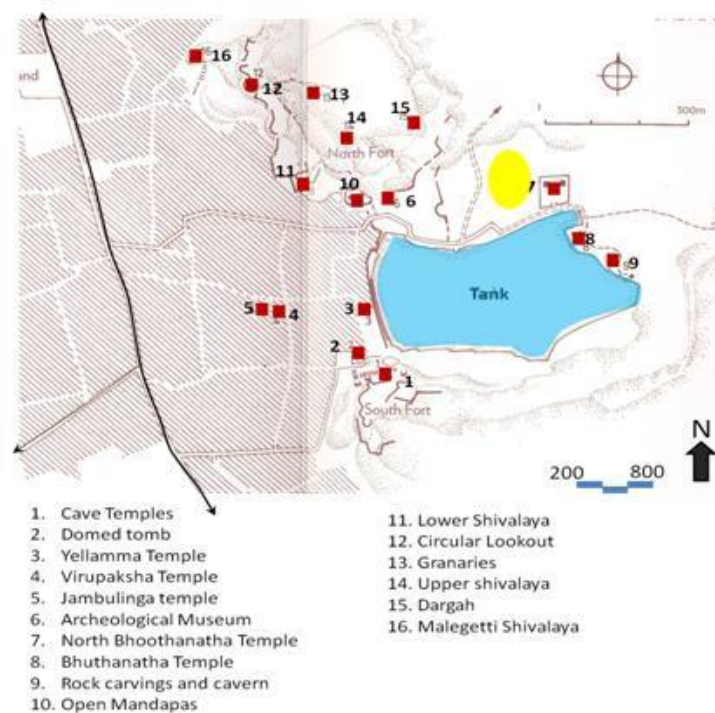 and
16
12
13
15
14
North Fort
500m
11
10
6
7
8
9
Tank
5
4
3
2
1
South Fort
N
200 800
1. Cave Temples
2. Domed tomb
3. Yellamma Temple
4. Virupaksha Temple
5. Jambulinga temple
6. Archeological Museum
7. North Bhoothanatha Temple
8. Bhuthanatha Temple
9. Rock carvings and cavern
10. Open Mandapas
11. Lower Shivalaya
12. Circular Lookout
13. Granaries
14. Upper shivalaya
15. Dargah
16. Malegetti Shivalaya